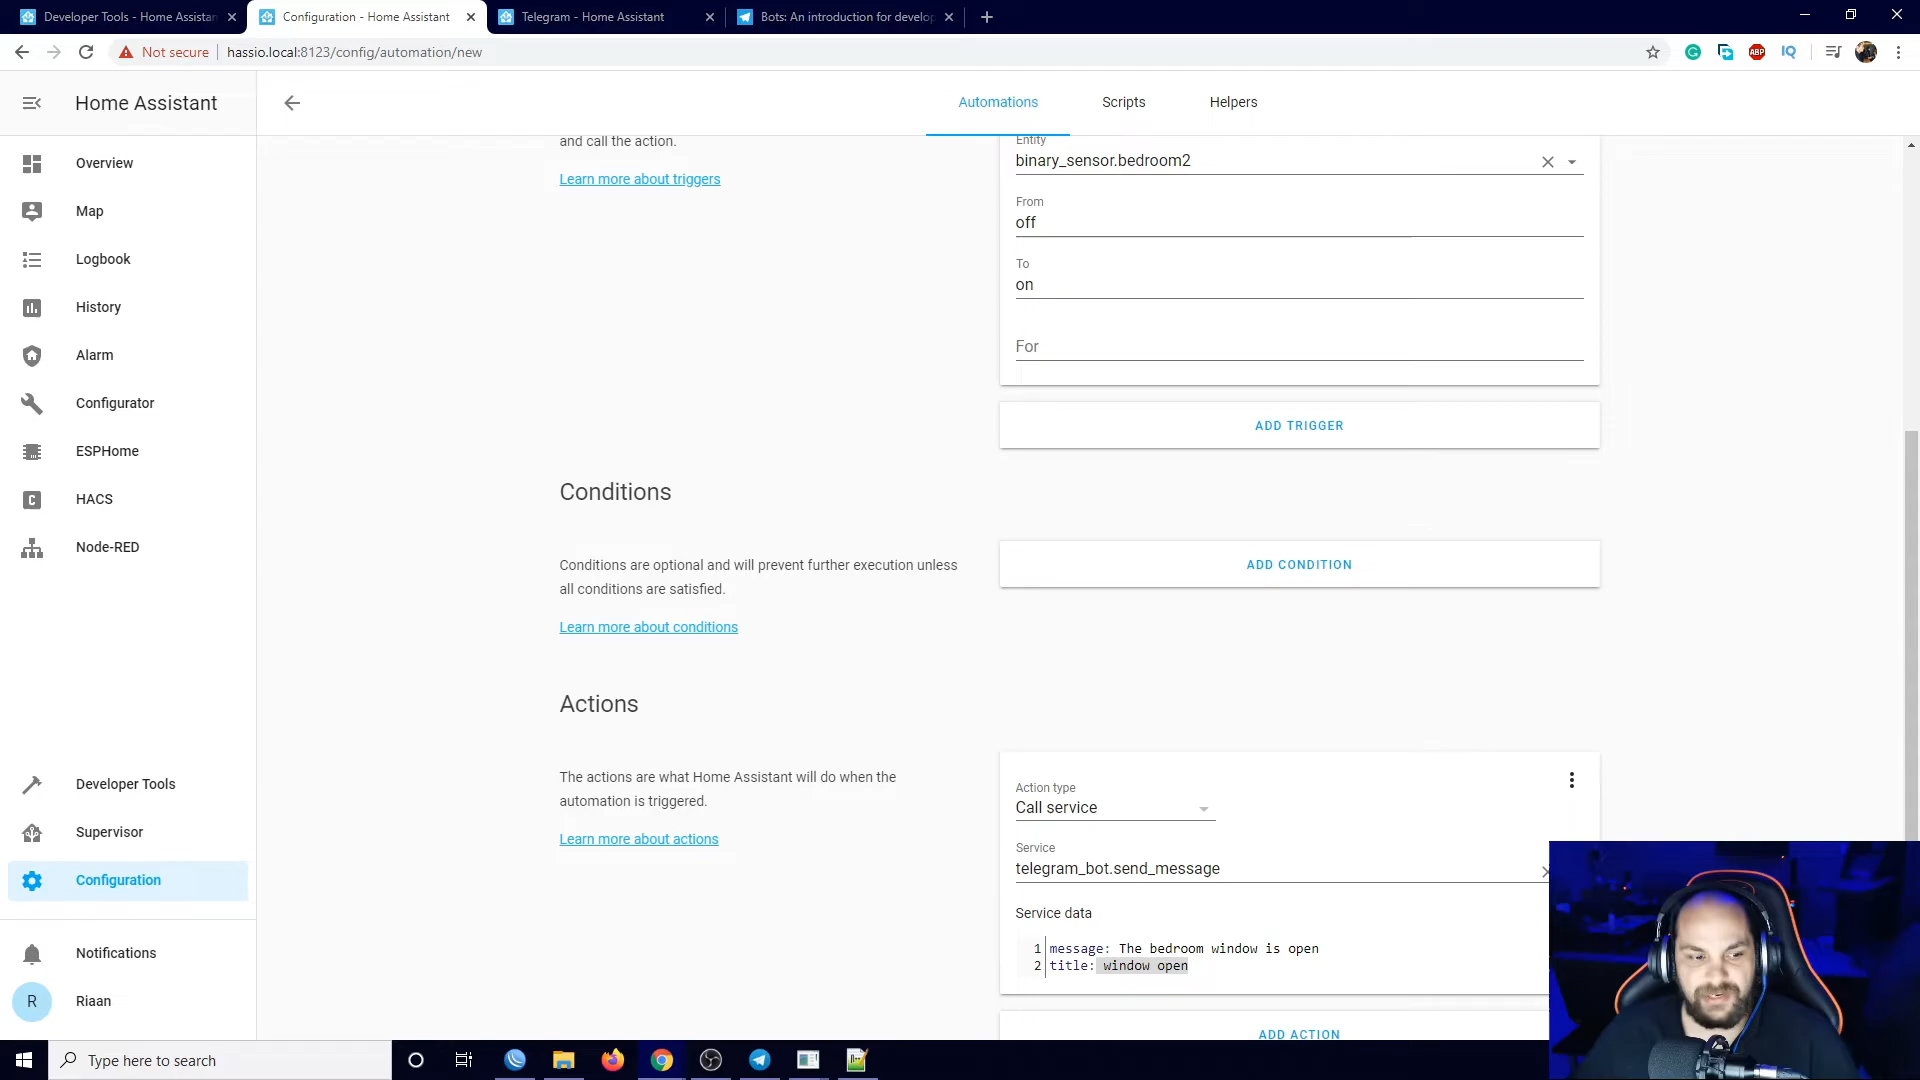 Developer Tools - Home Assistan
Configuration - Home Assistant
Telegram - Home Assistant
Bots: An introduction for develop
Not secure
hassio.local:8123/config/automation/new
ABP
IQ
Home Assistant
Automations
Scripts
Helpers
Overview
Map
Logbook
History
Alarm
Configurator
ESPHome
C
HACS
Node-RED
Developer Tools
Supervisor
Configuration
Notifications
R
Riaan
and call the action.
Learn more about triggers
Entity
binary_sensor.bedroom2
From
off
To
on
For
ADD TRIGGER
Conditions
Conditions are optional and will prevent further execution unless
all conditions are satisfied.
Learn more about conditions
ADD CONDITION
Actions
The actions are what Home Assistant will do when the
automation is triggered.
Learn more about actions
Action type
Call service
Service
telegram_bot.send_message
Service data
1 message: The bedroom window is open
2 title: window open
ADD ACTION
Type here to search